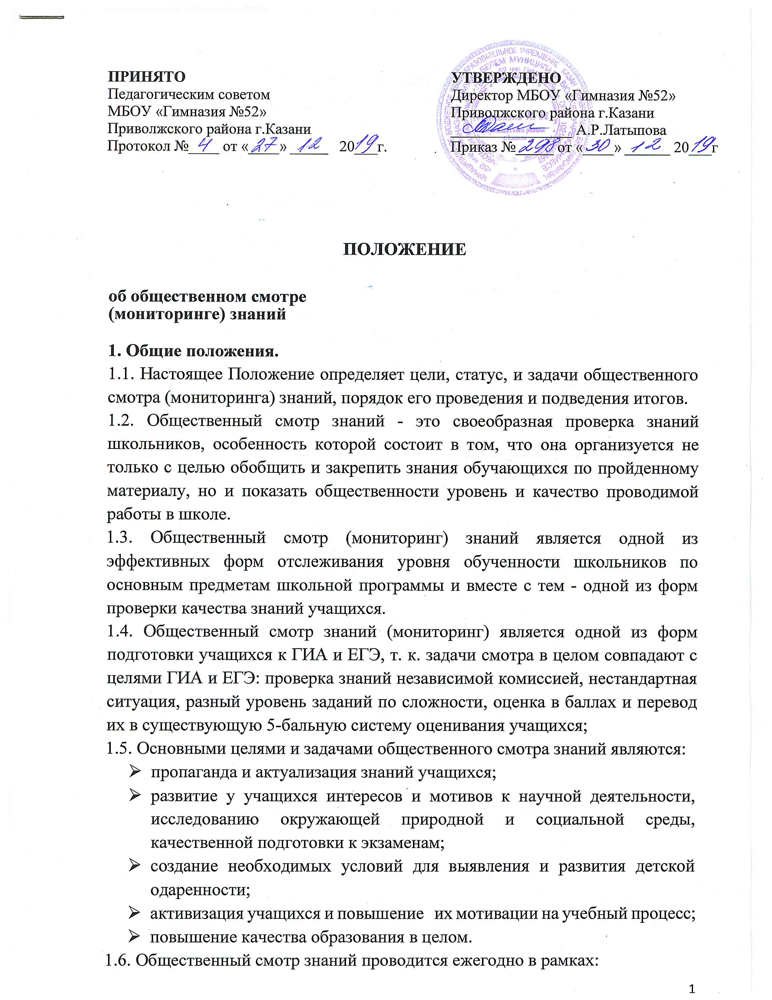 ПРИНЯТО
Педагогическим советом
МБОУ «Гимназия №52»
Приволжского района г.Казани
Протокол № 4 от «27» 12 2019г.
УТВЕРЖДЕНО
Директор МБОУ «Гимназия №52»
Приволжского района г.Казани
А.Р.Латыпова
Приказ № 298 от «30» 12 2019г
ПОЛОЖЕНИЕ
об общественном смотре
(мониторинге) знаний
1. Общие положения.
1.1. Настоящее Положение определяет цели, статус, и задачи общественного
смотра (мониторинга) знаний, порядок его проведения и подведения итогов.
1.2. Общественный смотр знаний - это своеобразная проверка знаний
школьников, особенность которой состоит в том, что она организуется не
только с целью обобщить и закрепить знания обучающихся по пройденному
материалу, но и показать общественности уровень и качество проводимой
работы в школе.
1.3. Общественный смотр (мониторинг) знаний является одной из
эффективных форм отслеживания уровня обученности школьников по
основным предметам школьной программы и вместе с тем - одной из форм
проверки качества знаний учащихся.
1.4. Общественный смотр знаний (мониторинг) является одной из форм
подготовки учащихся к ГИА и ЕГЭ, т. к. задачи смотра в целом совпадают с
целями ГИА и ЕГЭ: проверка знаний независимой комиссией, нестандартная
ситуация, разный уровень заданий по сложности, оценка в баллах и перевод
их в существующую 5-бальную систему оценивания учащихся;
1.5. Основными целями и задачами общественного смотра знаний являются:
➢ пропаганда и актуализация знаний учащихся;
➢ развитие у учащихся интересов и мотивов к научной деятельности,
исследованию окружающей природной и социальной среды,
качественной подготовки к экзаменам;
➢ создание необходимых условий для выявления и развития детской
одаренности;
➢ активизация учащихся и повышение их мотивации на учебный процесс;
➢ повышение качества образования в целом.
1.6. Общественный смотр знаний проводится ежегодно в рамках:
1